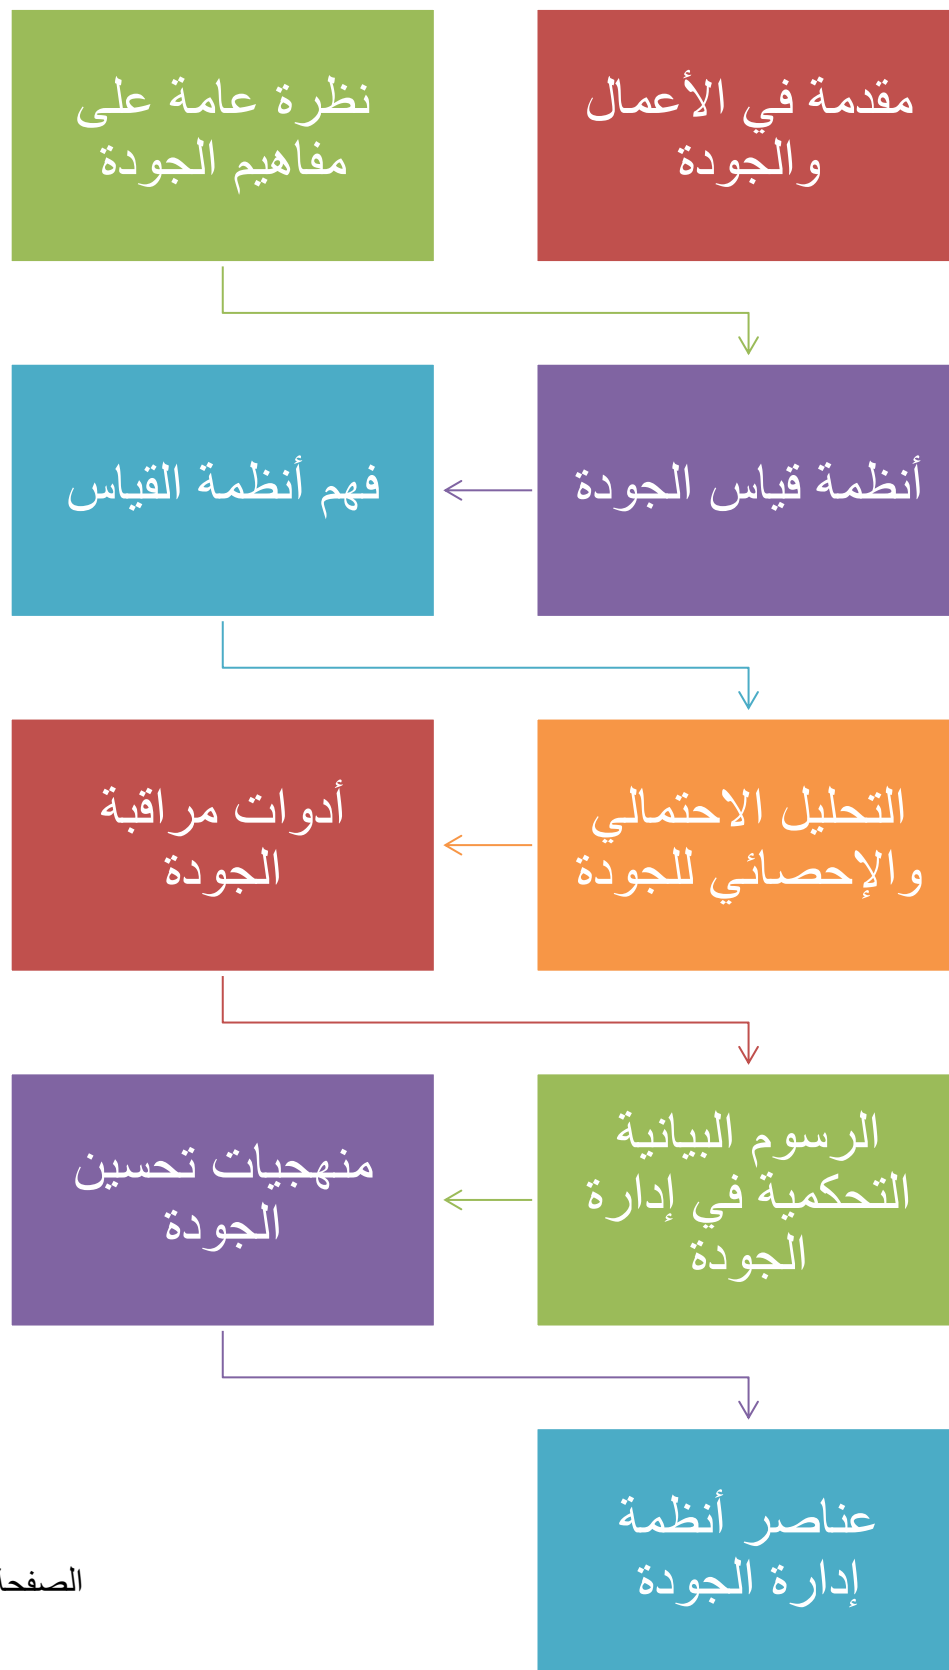 مقدمة في الأعمال
والجودة
نظرة عامة على
مفاهيم الجودة
أنظمة قياس الجودة
فهم أنظمة القياس
التحليل الاحتمالي
والإحصائي للجودة
أدوات مراقبة
الجودة
الرسوم البيانية
التحكمية في إدارة
الجودة
منهجيات تحسين
الجودة
عناصر أنظمة
إدارة الجودة